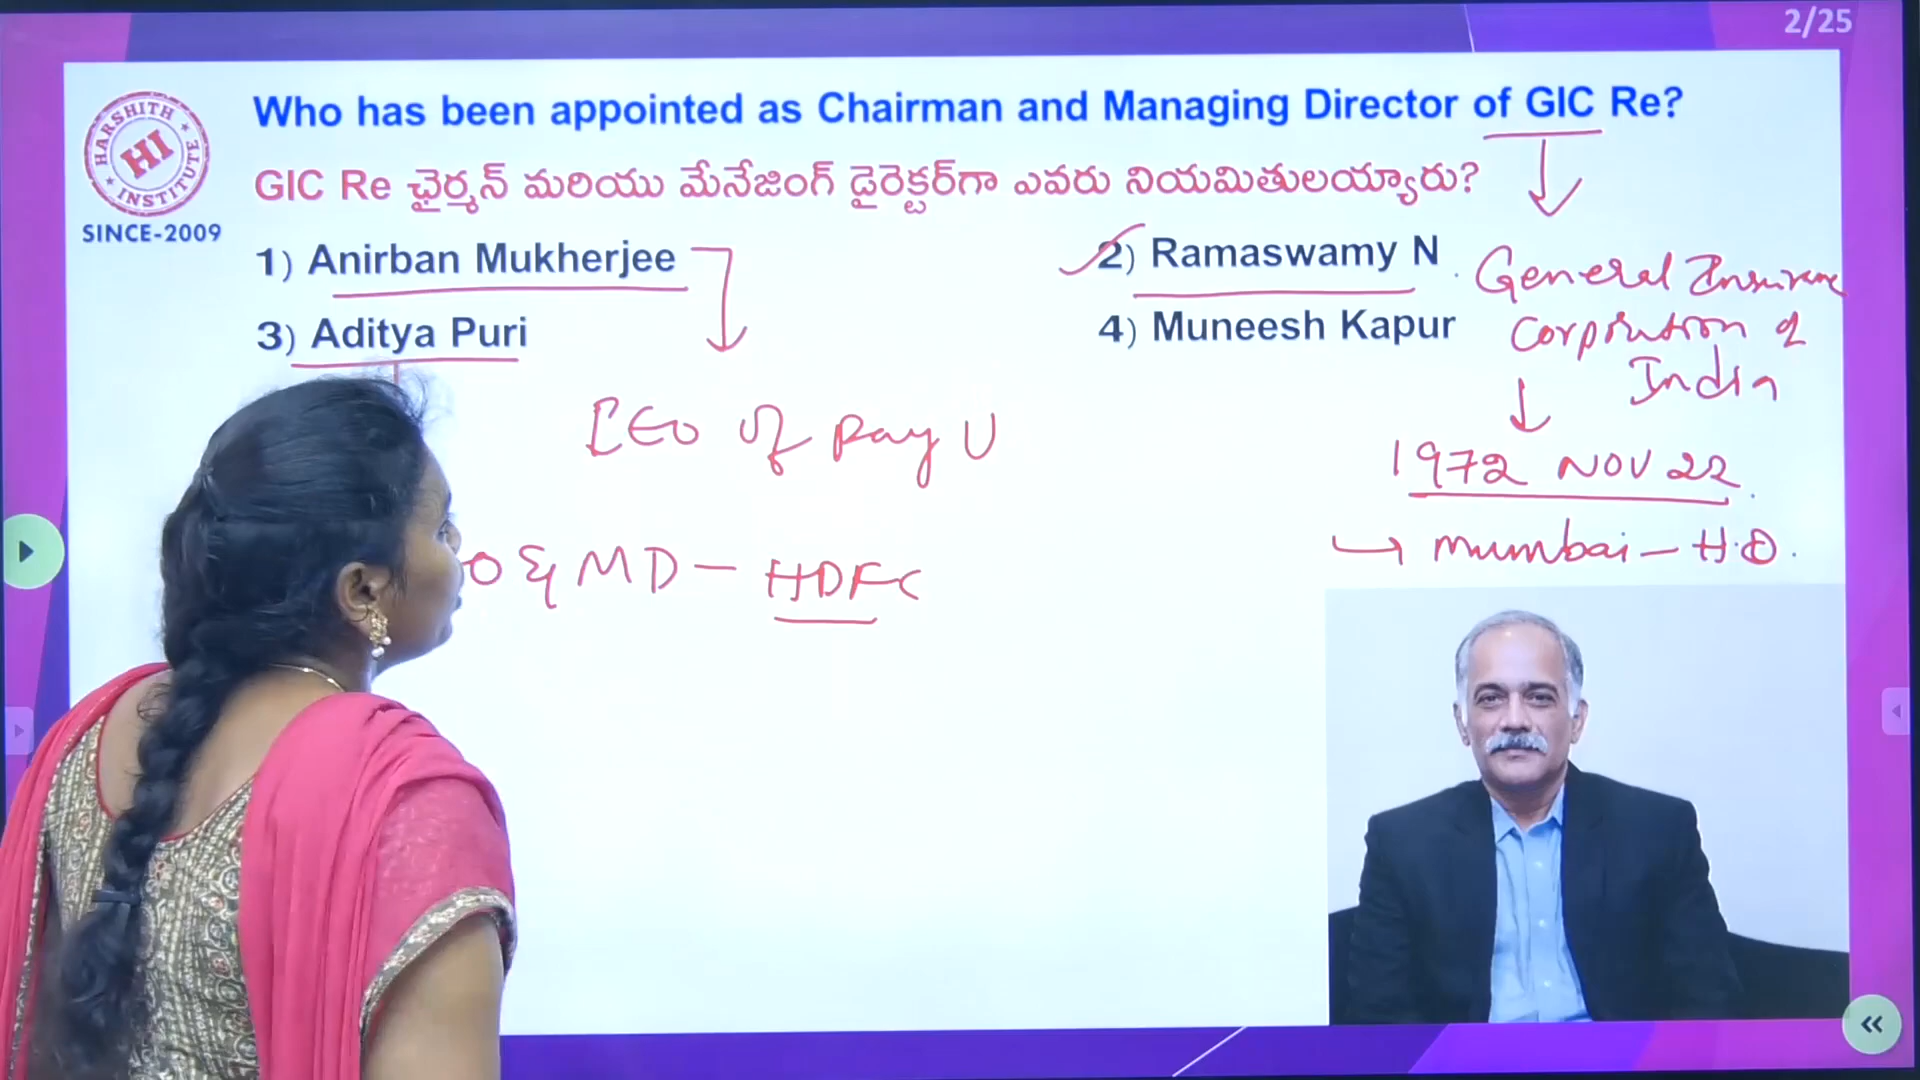 2/25
HARSHITH
HI
INSTITUTE
SINCE-2009
Who has been appointed as Chairman and Managing Director of GIC Re?
GIC Re ఛైర్మన్ మరియు మేనేజింగ్ డైరెక్టర్‌గా ఎవరు నియమితులయ్యారు?
1) Anirban Mukherjee
2) Ramaswamy N
3) Aditya Puri
4) Muneesh Kapur
General Insurance
Corporation of
India
CEO of Pay U
1972 NOV 22
Mumbai - H.O.
O & MD - HDFC